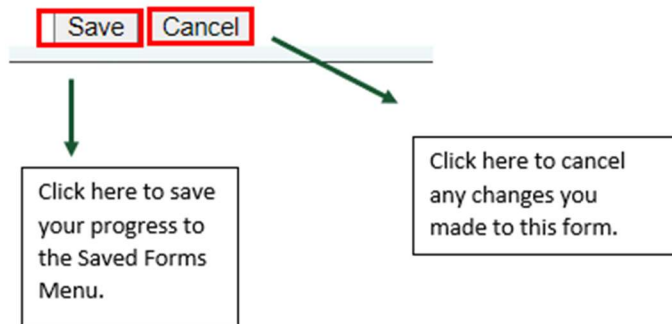 Save Cancel
Click here to save
your progress to
the Saved Forms
Menu.
Click here to cancel
any changes you
made to this form.